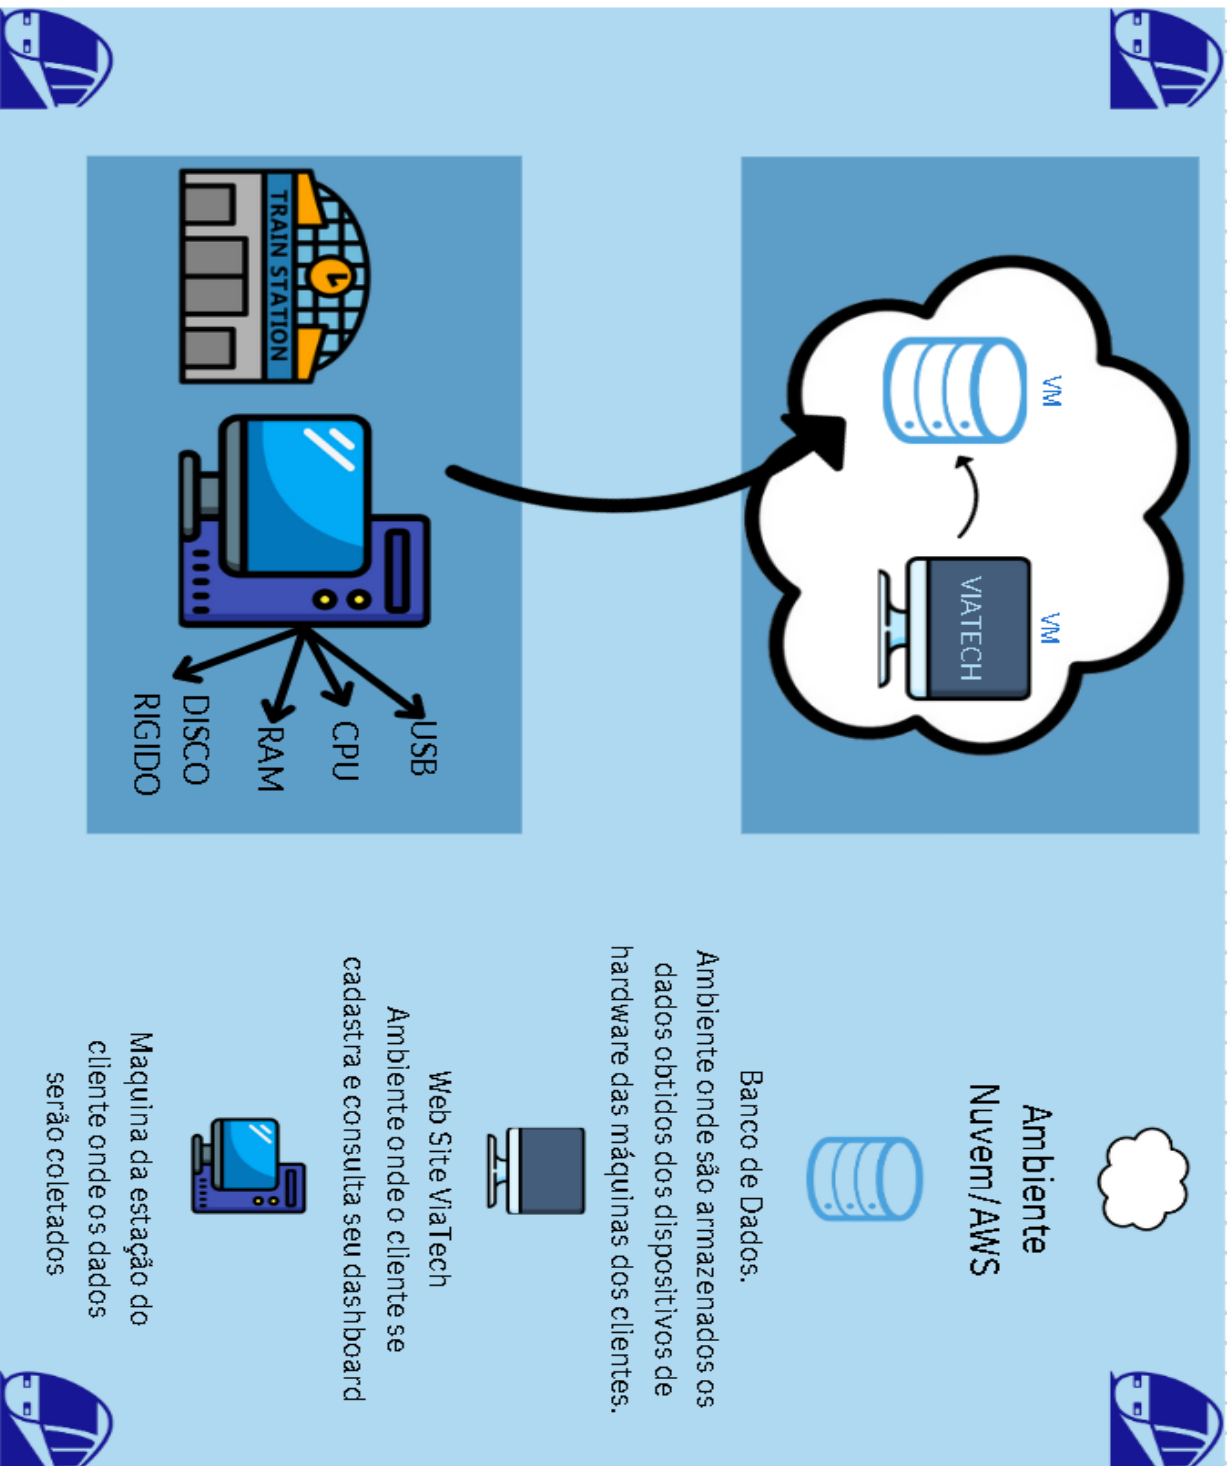 VM
VM
VIATECH
TRAIN STATION
USB
CPU
RAM
DISCO
RIGIDO
Ambiente
Nuvem/AWS
Banco de Dados.
Ambiente onde são armazenados os
dados obtidos dos dispositivos de
hardware das máquinas dos clientes.
Web Site ViaTech
Ambiente onde o cliente se
cadastra e consulta seu dashboard
Maquina da estação do
cliente onde os dados
serão coletados